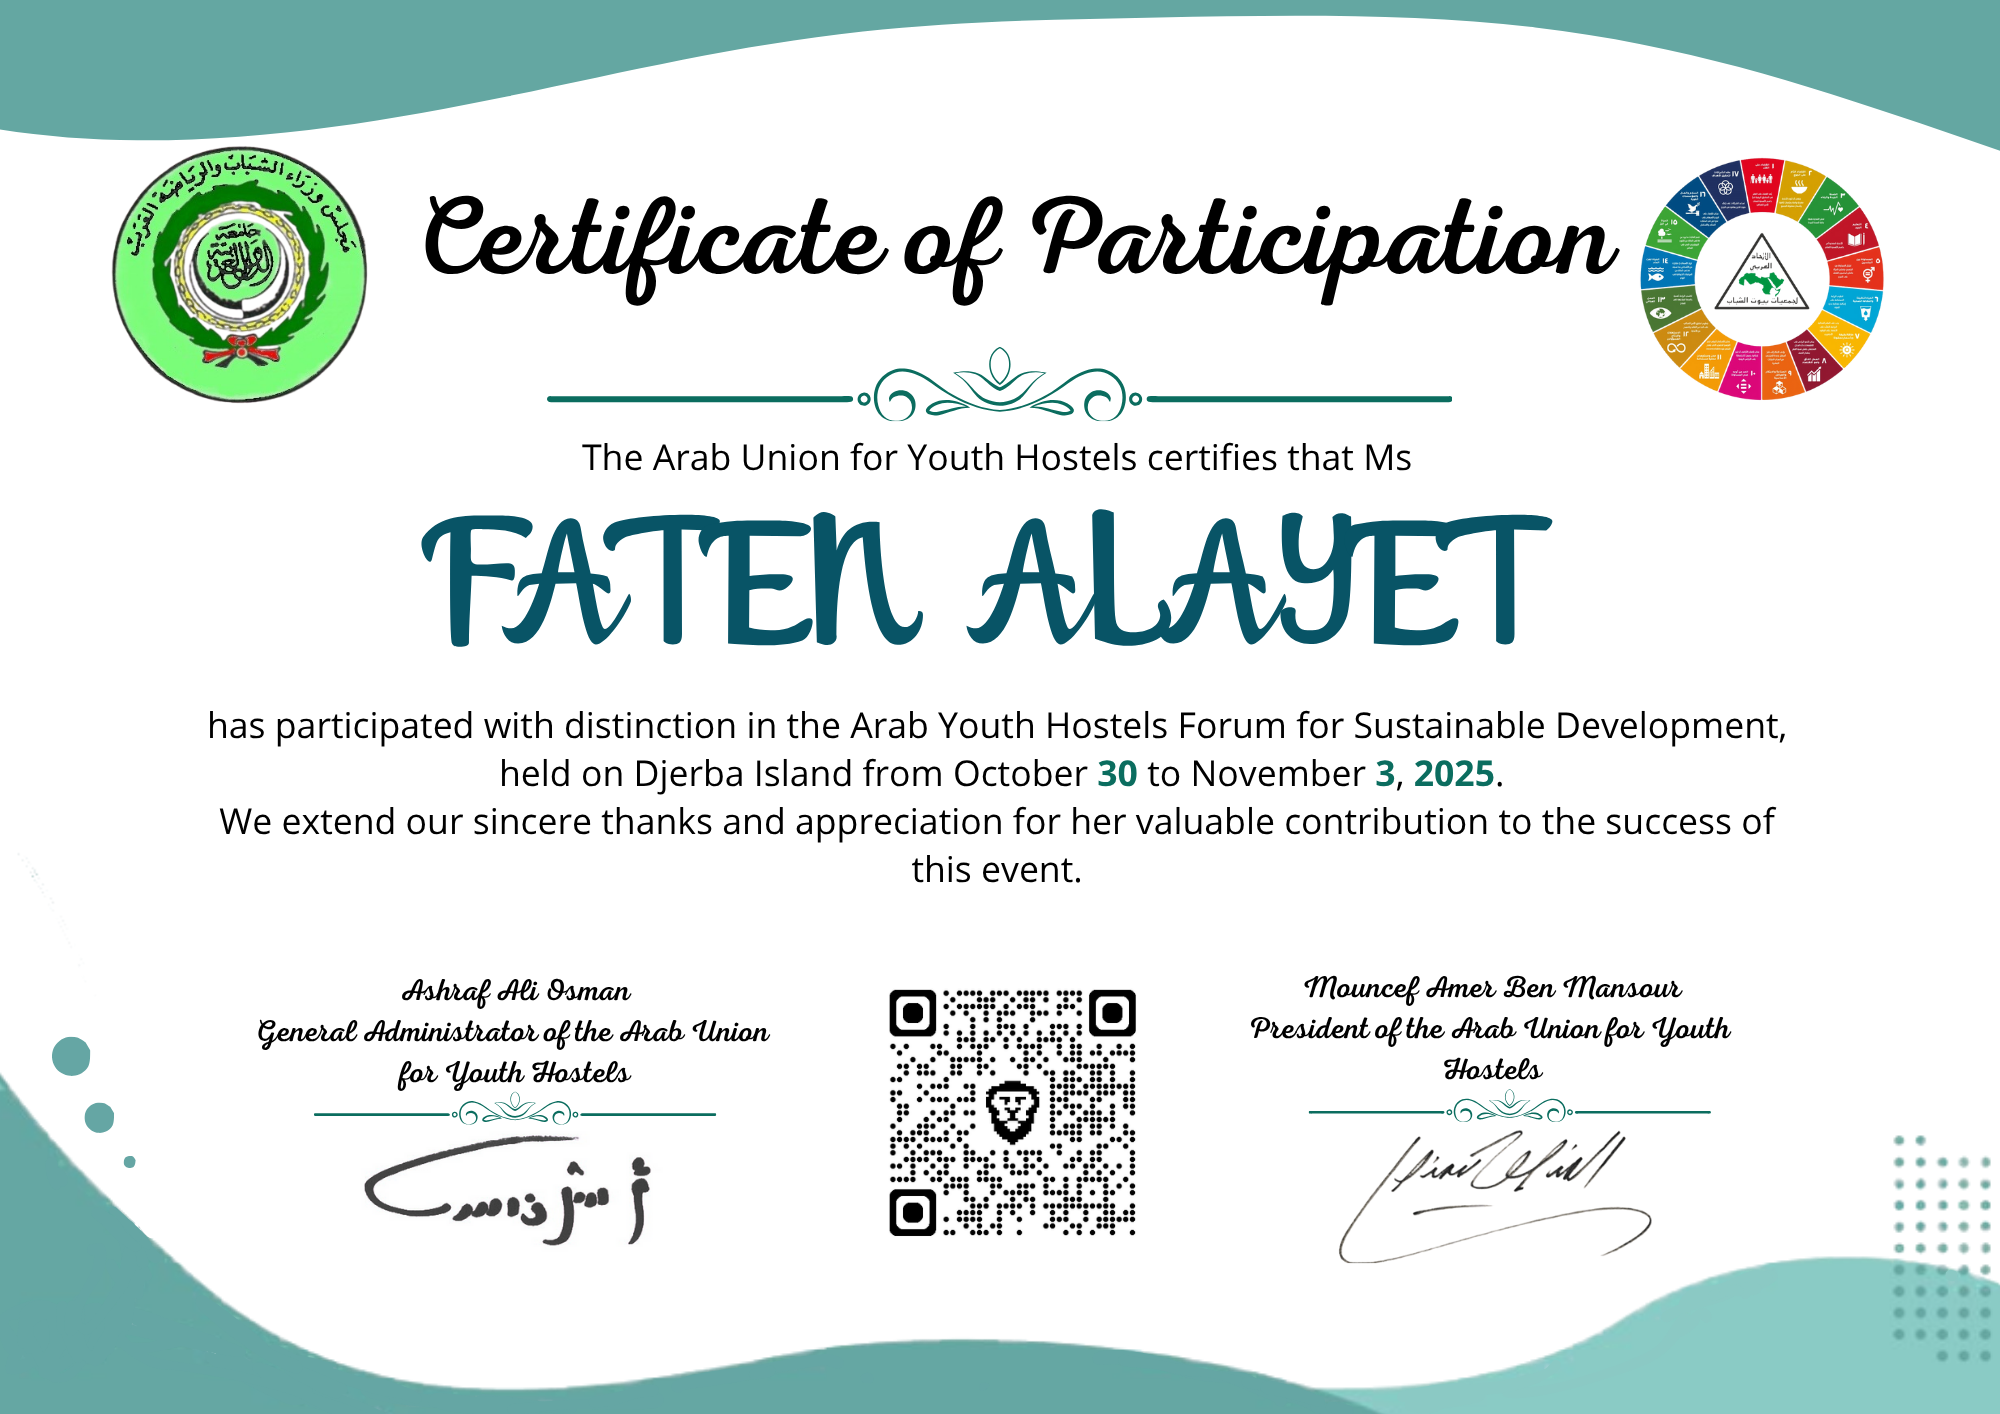 مجلس وزراء الشباب والرياضة العرب
جامعة
الدول العربية
Certificate of Participation
الاتحاد
العربي
لجمعيات بيوت الشباب
The Arab Union for Youth Hostels certifies that Ms
FATEN ALAYET
has participated with distinction in the Arab Youth Hostels Forum for Sustainable Development,
held on Djerba Island from October 30 to November 3, 2025.
We extend our sincere thanks and appreciation for her valuable contribution to the success of
this event.
Ashraf Ali Osman
General Administrator of the Arab Union
for Youth Hostels
Mouncef Amer Ben Mansour
President of the Arab Union for Youth
Hostels